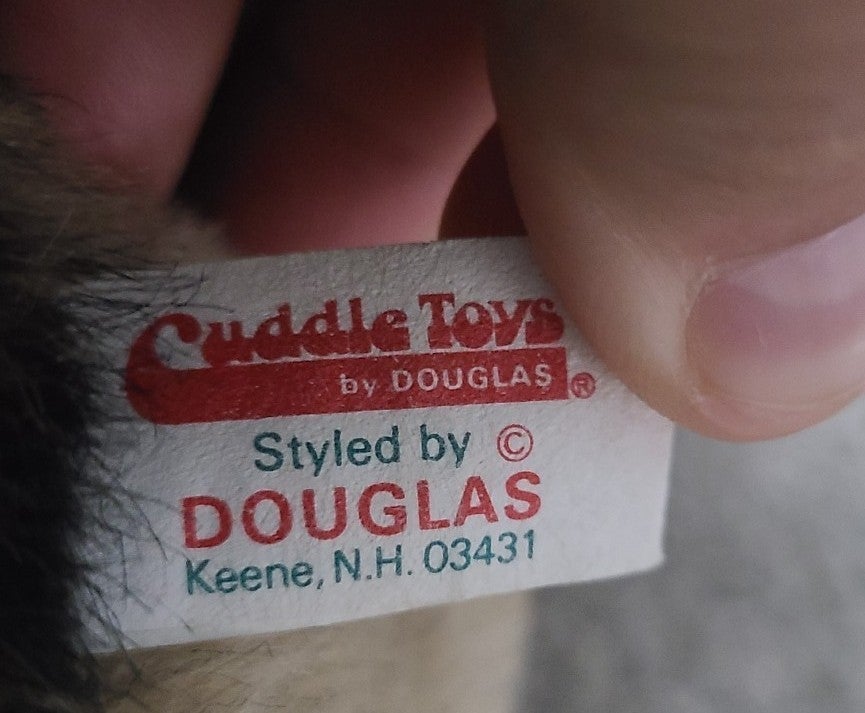 Cuddle Toys
by DOUGLAS ®
Styled by ©
DOUGLAS
Keene, N.H. 03431